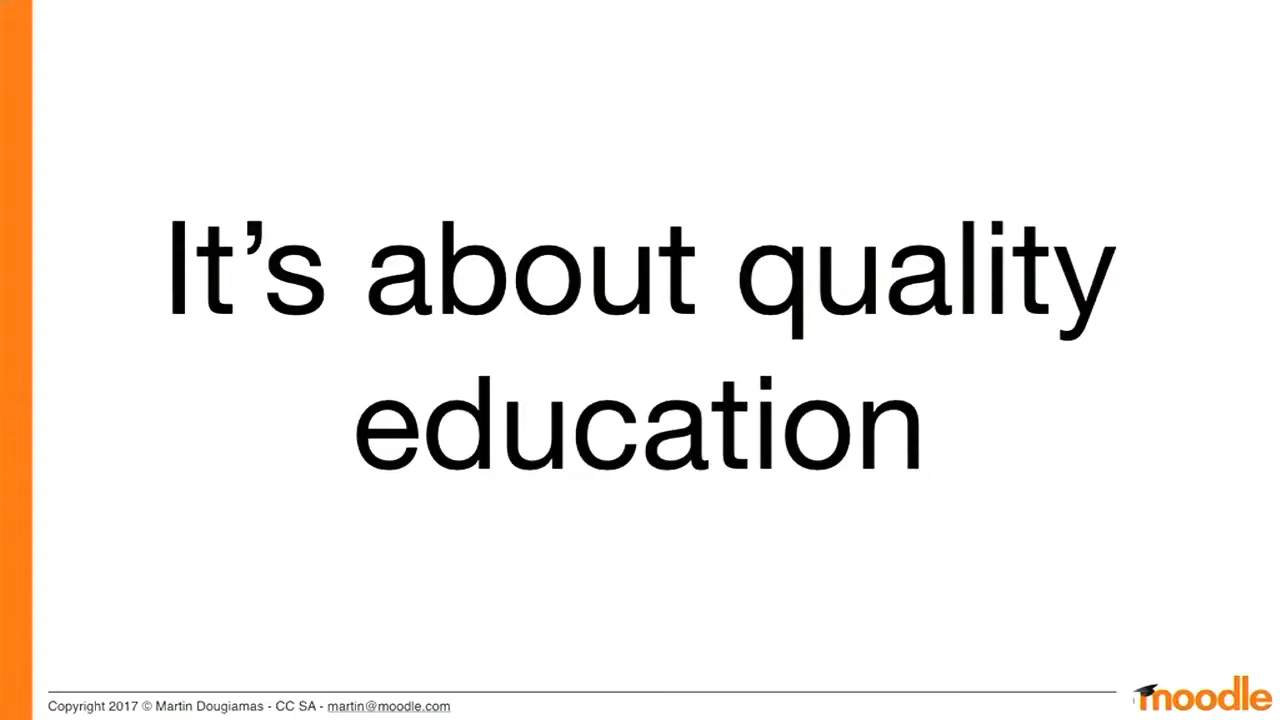 It’s about quality
education
Copyright 2017 © Martin Dougiamas - CC SA - martin@moodle.com
moodle